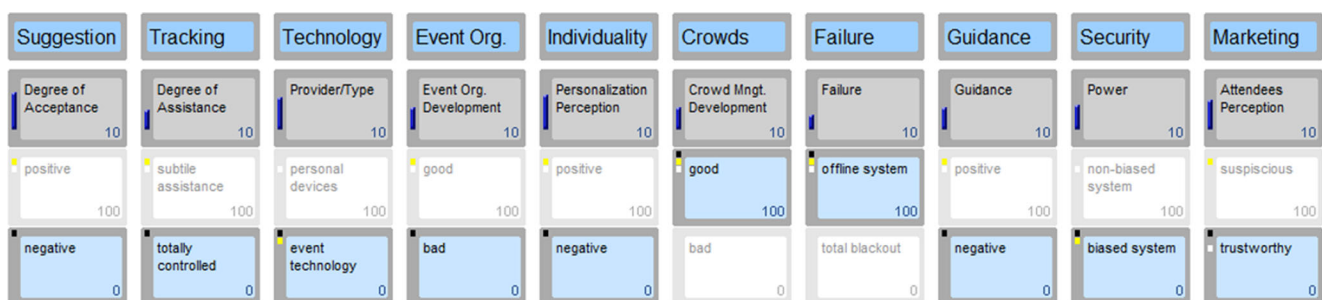 Suggestion Tracking Technology Event Org. Individuality Crowds Failure Guidance Security Marketing
Degree of Acceptance 10
Degree of Assistance 10
Provider/Type 10
Event Org. Development 10
Personalization Perception 10
Crowd Mngt. Development 10
Failure 10
Guidance 10
Power 10
Attendees Perception 10
positive 100
subtile assistance 100
personal devices 100
good 100
positive 100
good 100
offline system 100
positive 100
non-biased system 100
suspiscious 100
negative 0
totally controlled 0
event technology 0
bad 0
negative 0
bad 0
total blackout 0
negative 0
biased system 0
trustworthy 0